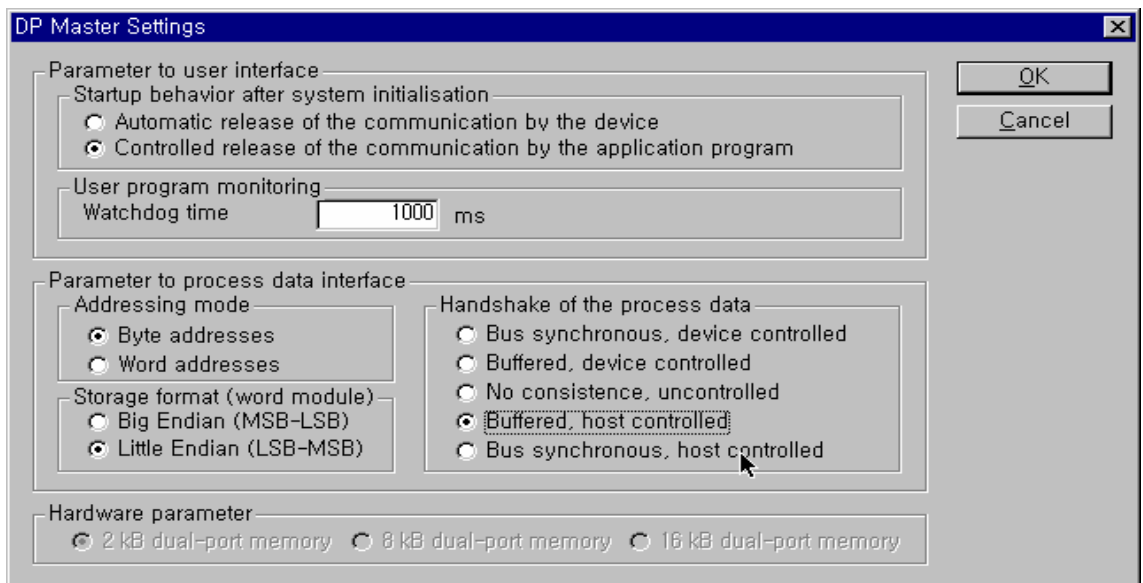 DP Master Settings
Parameter to user interface
Startup behavior after system initialisation
Automatic release of the communication by the device
Controlled release of the communication by the application program
User program monitoring
Watchdog time 1000 ms
OK
Cancel
Parameter to process data interface
Addressing mode
Byte addresses
Word addresses
Storage format (word module)
Big Endian (MSB-LSB)
Little Endian (LSB-MSB)
Handshake of the process data
Bus synchronous, device controlled
Buffered, device controlled
No consistence, uncontrolled
Buffered, host controlled
Bus synchronous, host controlled
Hardware parameter
2 kB dual-port memory 8 kB dual-port memory 16 kB dual-port memory